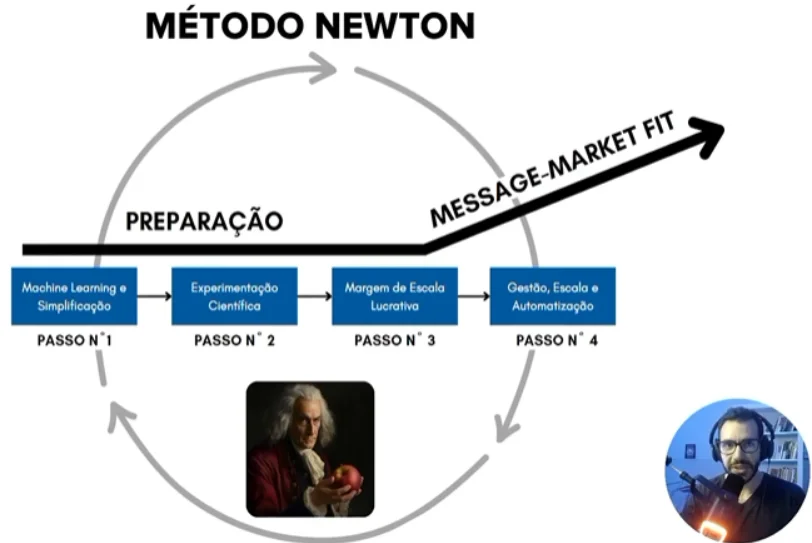 MÉTODO NEWTON
PREPARAÇÃO
MESSAGE-MARKET FIT
Machine Learning e
Simplificação
PASSO N° 1
Experimentação
Científica
PASSO N° 2
Margem de Escala
Lucrativa
PASSO N° 3
Gestão, Escala e
Automatização
PASSO N° 4